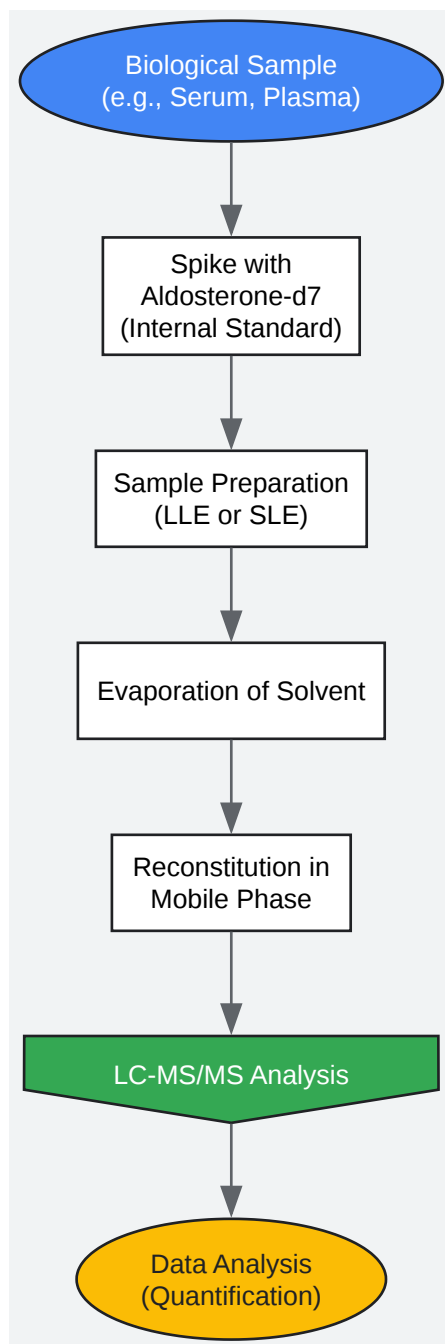 Biological Sample
(e.g., Serum, Plasma)
Spike with
Aldosterone-d7
(Internal Standard)
Sample Preparation
(LLE or SLE)
Evaporation of Solvent
Reconstitution in
Mobile Phase
LC-MS/MS Analysis
Data Analysis
(Quantification)